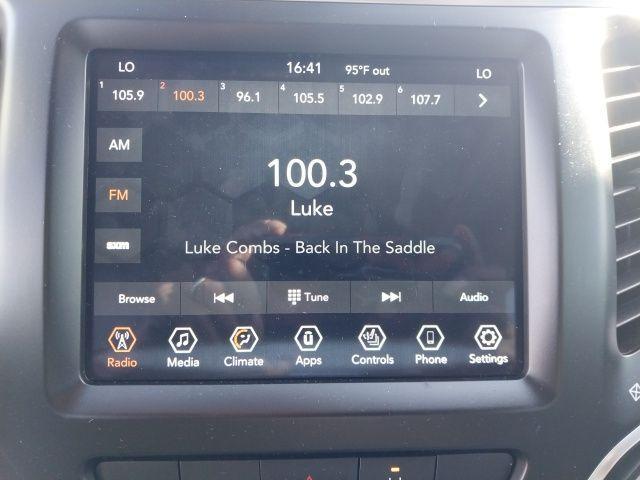 LO 16:41 95°F out LO
1 105.9 2 100.3 3 96.1 4 105.5 5 102.9 6 107.7
AM
100.3
FM
Luke
Luke Combs - Back In The Saddle
Browse Tune Audio
Radio Media Climate Apps Controls Phone Settings